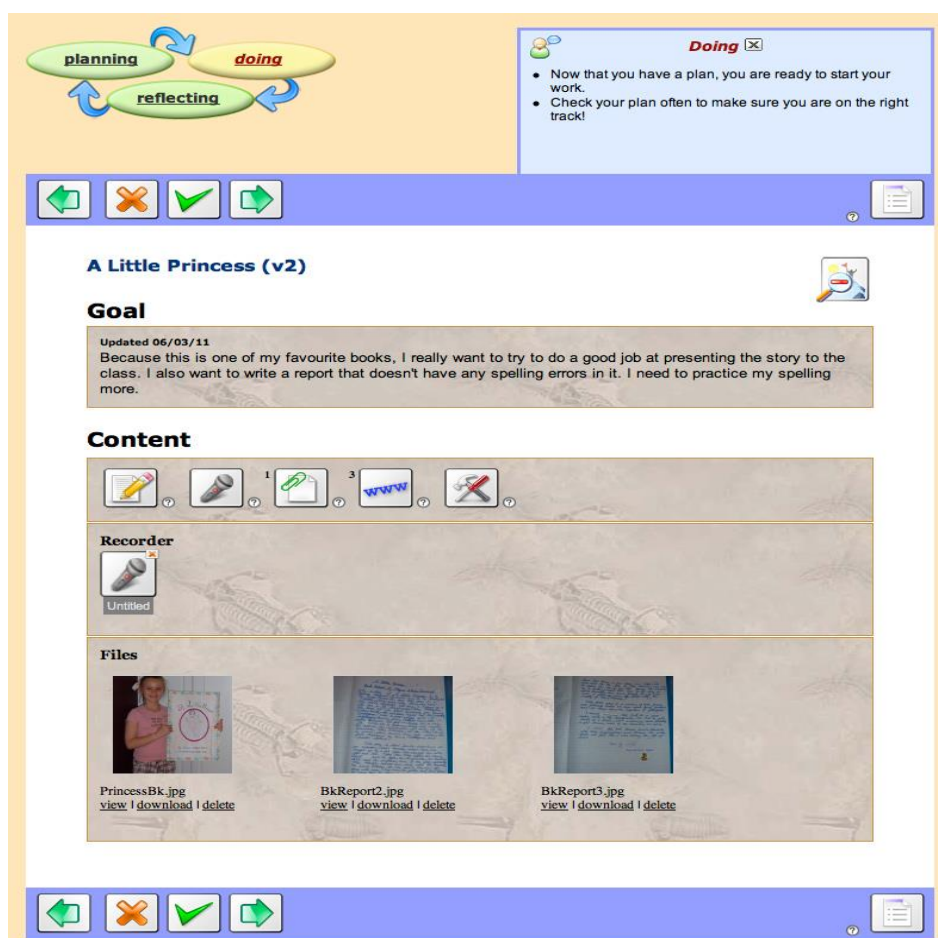 planning
doing
reflecting
Doing
• Now that you have a plan, you are ready to start your
work.
• Check your plan often to make sure you are on the right
track!
A Little Princess (v2)
Goal
Updated 06/03/11
Because this is one of my favourite books, I really want to try to do a good job at presenting the story to the
class. I also want to write a report that doesn't have any spelling errors in it. I need to practice my spelling
more.
Content
1
3
www
Recorder
Untitled
Files
PrincessBk.jpg
view | download | delete
BkReport2.jpg
view | download | delete
BkReport3.jpg
view | download | delete